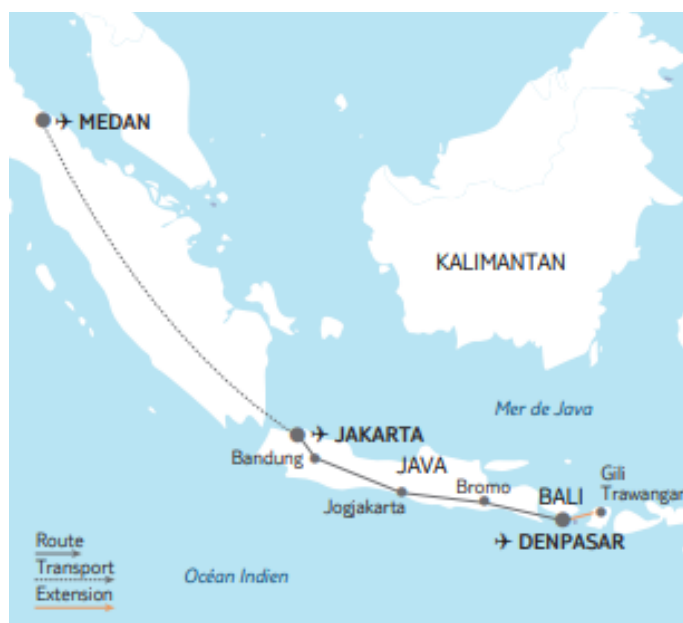 MEDAN
KALIMANTAN
Mer de Java
JAKARTA
Bandung
JAVA
Gili
Trawangan
Bromo
BALI
Jogjakarta
DENPASAR
Route
Transport
Extension
Océan Indien